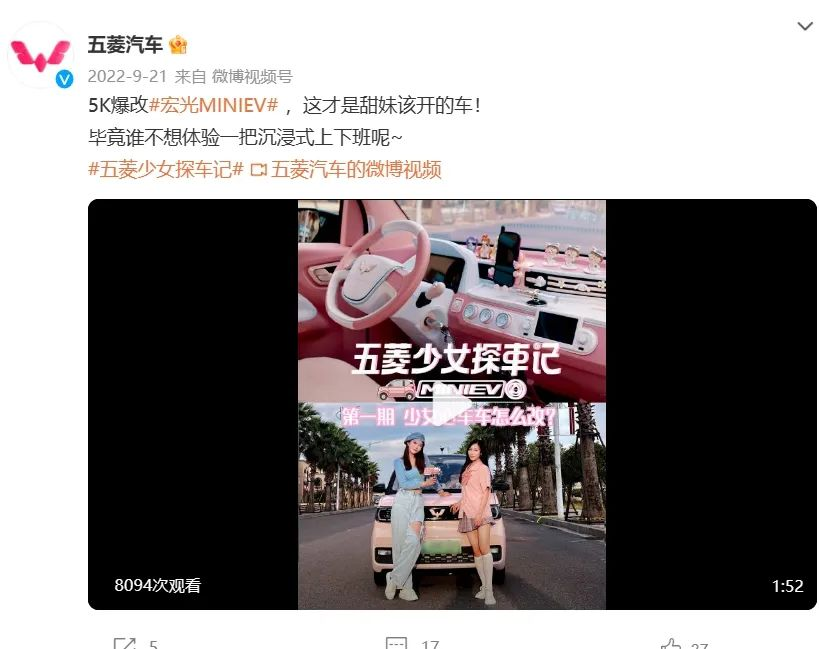 五菱汽车
2022-9-21 来自 微博视频号
5K爆改#宏光MINIEV# ，这才是甜妹该开的车！
毕竟谁不想体验一把沉浸式上下班呢~
#五菱少女探车记# 五菱汽车的微博视频
五菱少女探车记
MINIEV
第一期 少女心车车怎么改?
8094次观看
1:52
5
17
27